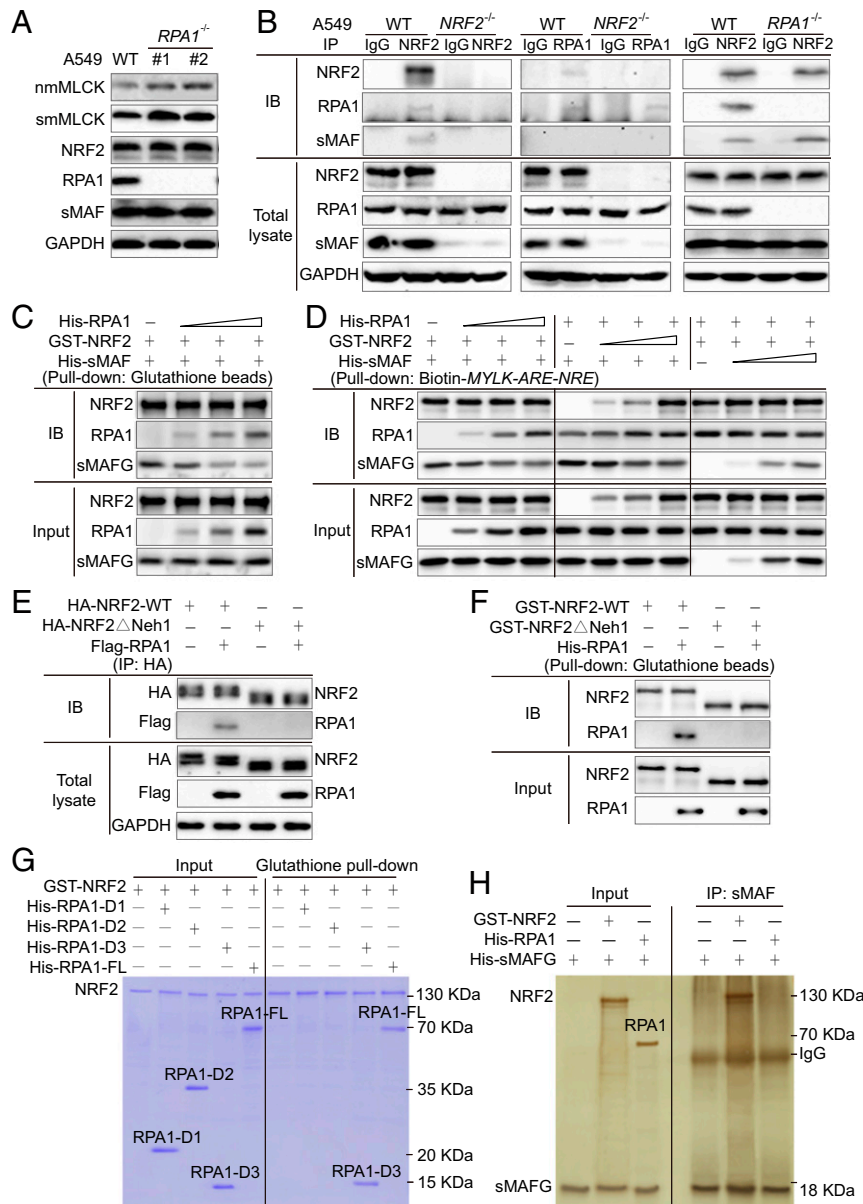 A
RPA1-/-
A549 WT #1 #2
nmMLCK
smMLCK
NRF2
RPA1
sMAF
GAPDH
B
A549 WT NRF2-/- WT NRF2-/- WT RPA1-/-
IP IgG NRF2 IgG NRF2 IgG RPA1 IgG RPA1 IgG NRF2 IgG NRF2
IB
NRF2
RPA1
sMAF
Total lysate
NRF2
RPA1
sMAF
GAPDH
C
His-RPA1 −
GST-NRF2 + + + +
His-sMAF + + + +
(Pull-down: Glutathione beads)
IB
NRF2
RPA1
sMAFG
Input
NRF2
RPA1
sMAFG
D
His-RPA1 − + + + + + + + +
GST-NRF2 + + + + − + + + +
His-sMAF + + + + + + + + −
(Pull-down: Biotin-MYLK-ARE-NRE)
IB
NRF2
RPA1
sMAFG
Input
NRF2
RPA1
sMAFG
E
HA-NRF2-WT + + − −
HA-NRF2△Neh1 − − + +
Flag-RPA1 − + − +
(IP: HA)
IB
HA NRF2
Flag RPA1
Total lysate
HA NRF2
Flag RPA1
GAPDH
F
GST-NRF2-WT + + − −
GST-NRF2△Neh1 − − + +
His-RPA1 − + − +
(Pull-down: Glutathione beads)
IB
NRF2
RPA1
Input
NRF2
RPA1
G
Input Glutathione pull-down
GST-NRF2 + + + + + + + + + +
His-RPA1-D1 − + − − − − + − − −
His-RPA1-D2 − − + − − − − + − −
His-RPA1-D3 − − − + − − − − + −
His-RPA1-FL − − − − + − − − − +
NRF2 130 KDa
RPA1-FL RPA1-FL
70 KDa
RPA1-D2
35 KDa
RPA1-D1
20 KDa
RPA1-D3 RPA1-D3 15 KDa
H
Input IP: sMAF
GST-NRF2 − + − − + −
His-RPA1 − − + − − +
His-sMAFG + + + + + +
NRF2 130 KDa
RPA1 70 KDa
IgG
sMAFG 18 KDa